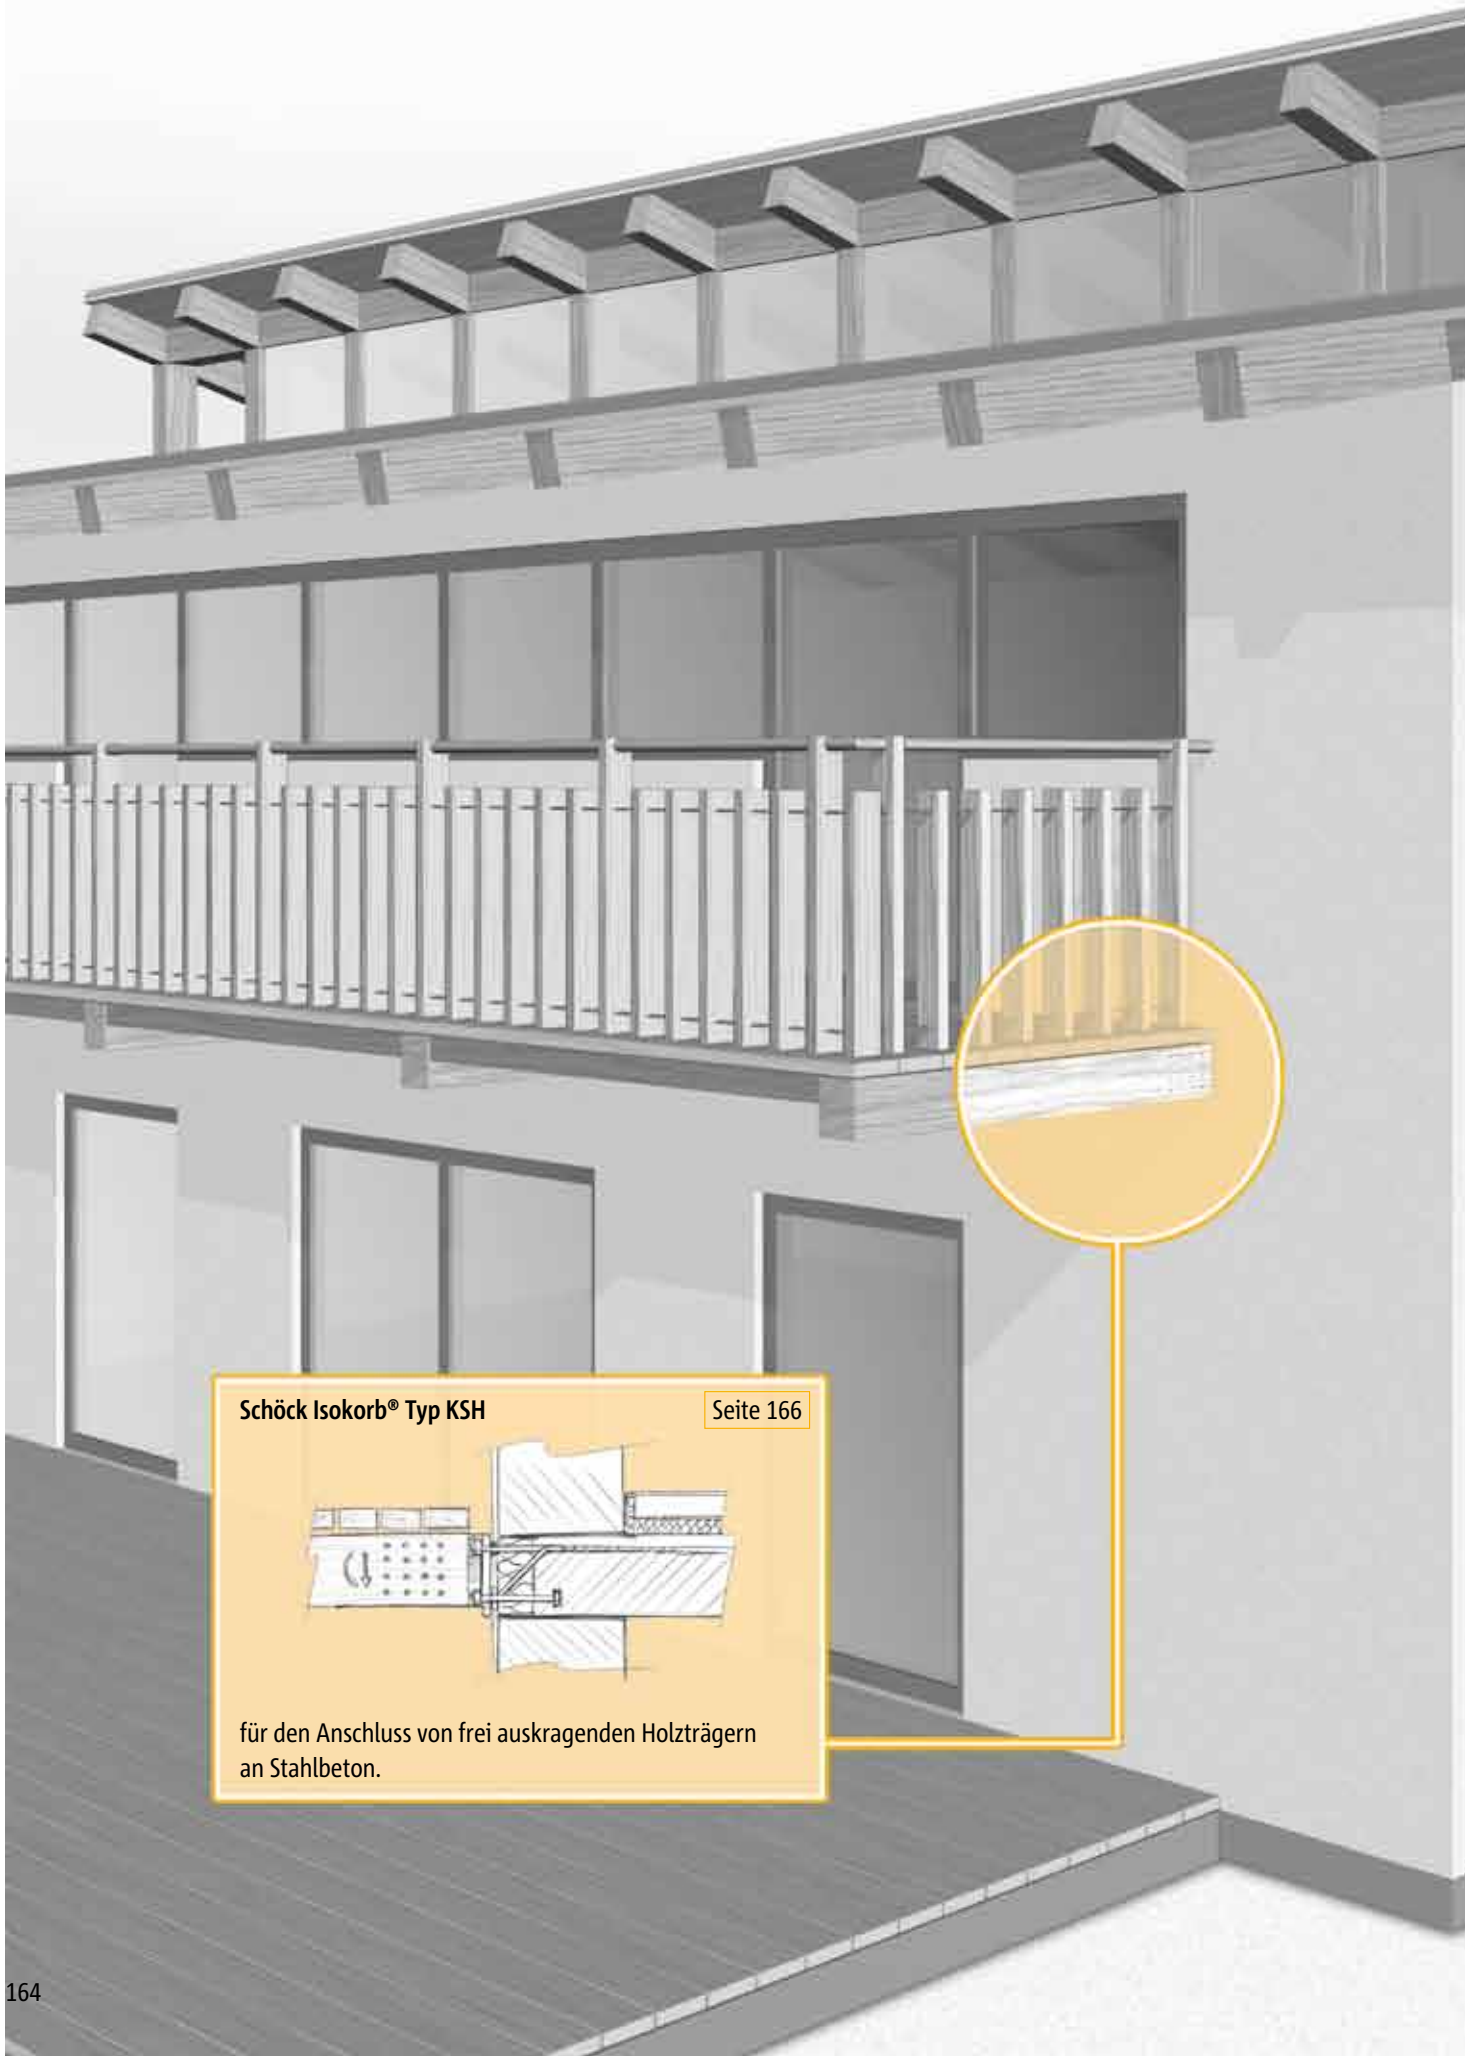 Schöck Isokorb® Typ KSH
Seite 166
für den Anschluss von frei auskragenden Holzträgern
an Stahlbeton.
164